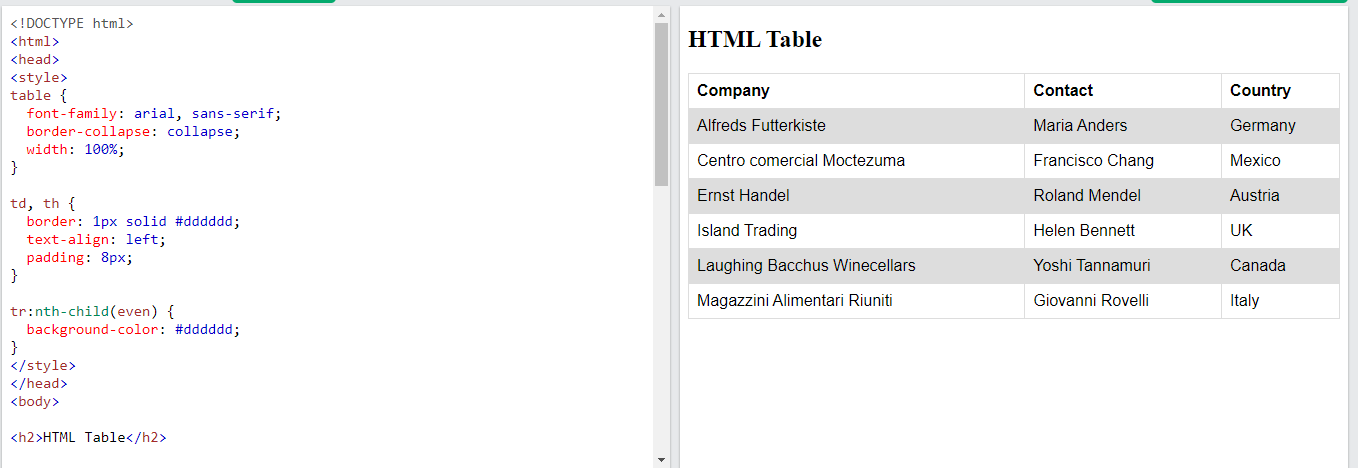 <!DOCTYPE html>
<html>
<head>
<style>
table {
  font-family: arial, sans-serif;
  border-collapse: collapse;
  width: 100%;
}

td, th {
  border: 1px solid #dddddd;
  text-align: left;
  padding: 8px;
}

tr:nth-child(even) {
  background-color: #dddddd;
}
</style>
</head>
<body>

<h2>HTML Table</h2>
HTML Table
Company Contact Country
Alfreds Futterkiste Maria Anders Germany
Centro comercial Moctezuma Francisco Chang Mexico
Ernst Handel Roland Mendel Austria
Island Trading Helen Bennett UK
Laughing Bacchus Winecellars Yoshi Tannamuri Canada
Magazzini Alimentari Riuniti Giovanni Rovelli Italy